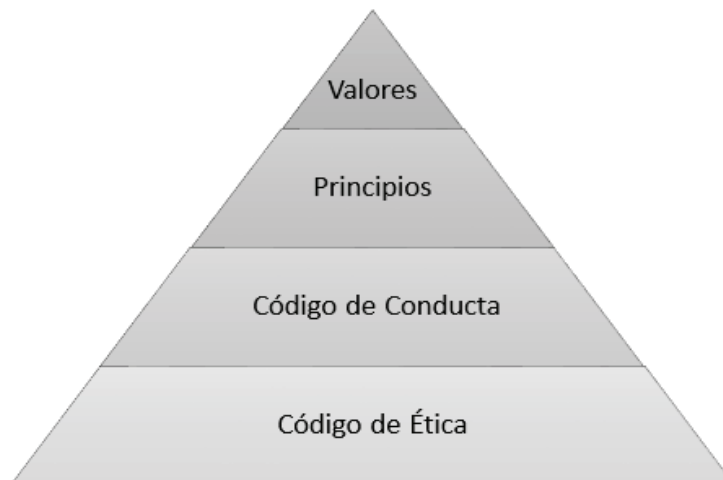 Valores
Principios
Código de Conducta
Código de Ética